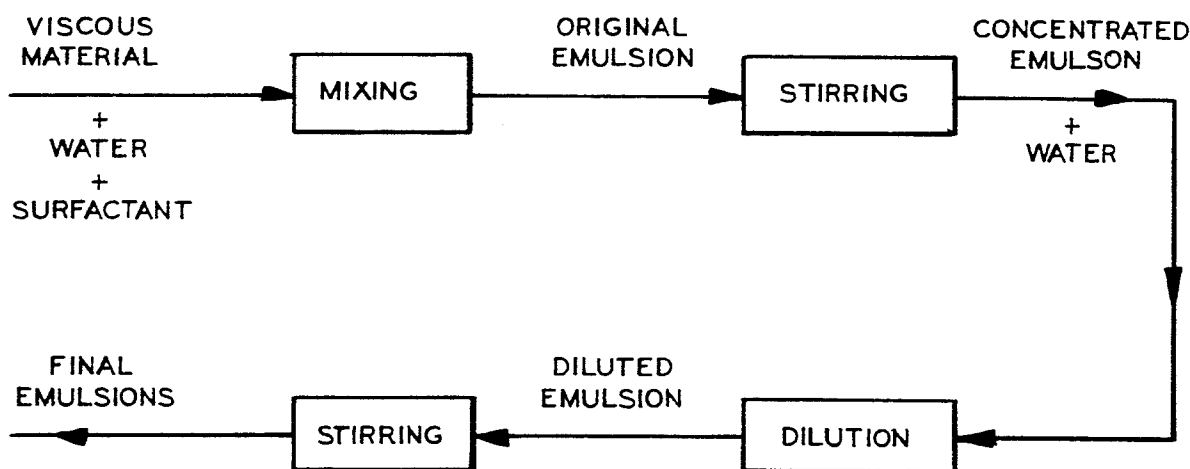 VISCOUS
MATERIAL
+
WATER
+
SURFACTANT
MIXING
ORIGINAL
EMULSION
STIRRING
CONCENTRATED
EMULSON
+
WATER
DILUTION
DILUTED
EMULSION
STIRRING
FINAL
EMULSIONS